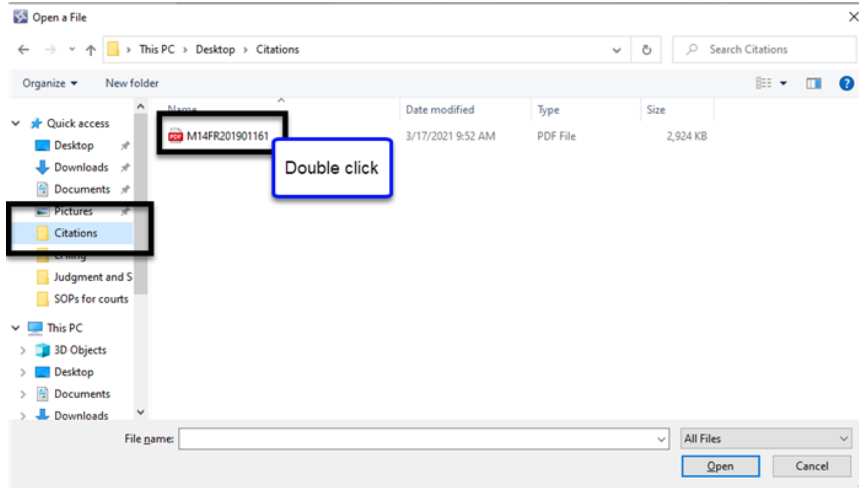 Open a File
This PC > Desktop > Citations
Search Citations
Organize New folder
Name Date modified Type Size
Quick access
PDF M14FR201901161 3/17/2021 9:52 AM PDF File 2,924 KB
Desktop
Double click
Downloads
Documents
Pictures
Citations
Judgment and S
SOPs for courts
This PC
3D Objects
Desktop
Documents
Downloads
File name: All Files
Open Cancel